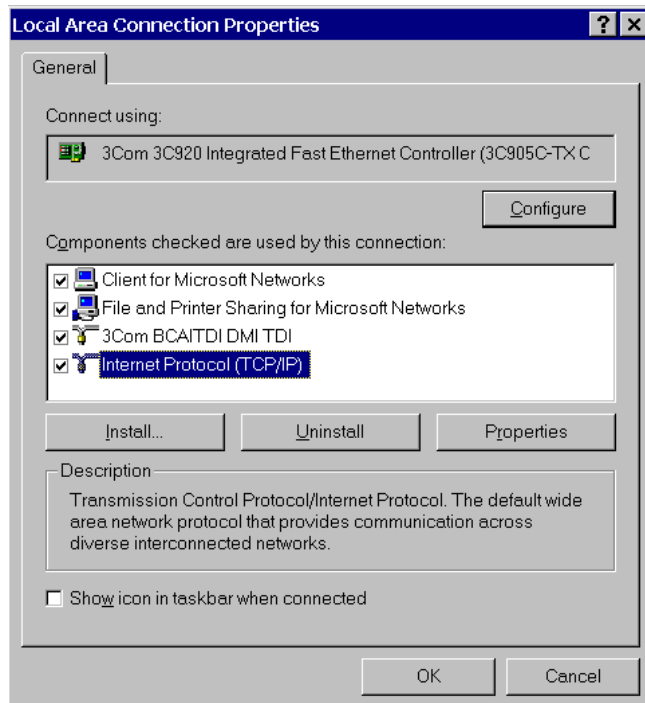 Local Area Connection Properties
General
Connect using:
3Com 3C920 Integrated Fast Ethernet Controller (3C905C-TX C
Configure
Components checked are used by this connection:
Client for Microsoft Networks
File and Printer Sharing for Microsoft Networks
3Com BCAITDI DMI TDI
Internet Protocol (TCP/IP)
Install...
Uninstall
Properties
Description
Transmission Control Protocol/Internet Protocol. The default wide
area network protocol that provides communication across
diverse interconnected networks.
Show icon in taskbar when connected
OK
Cancel